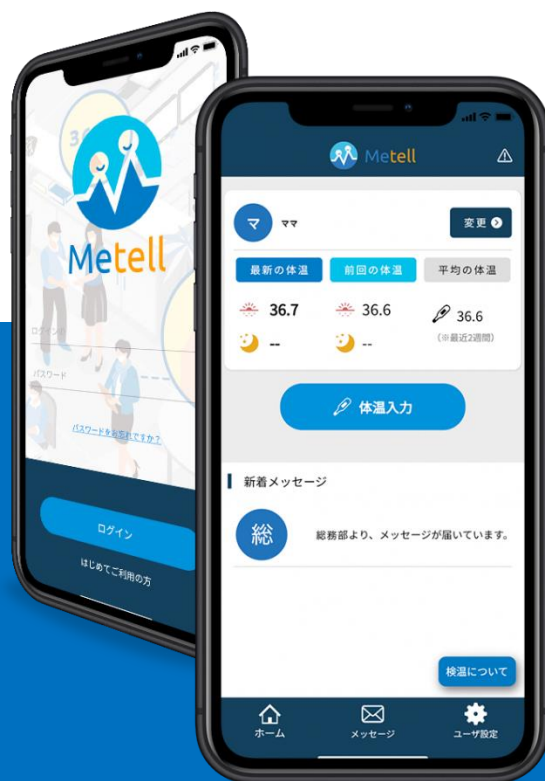 Metell
ログインID
パスワード
パスワードをお忘れですか?
ログイン
はじめてご利用の方
Metell
マ
ママ
変更
最新の体温
前回の体温
平均の体温
36.7
36.6
36.6
--
--
(※最近2週間)
体温入力
新着メッセージ
総
総務部より、メッセージが届いています。
検温について
ホーム
メッセージ
ユーザ設定